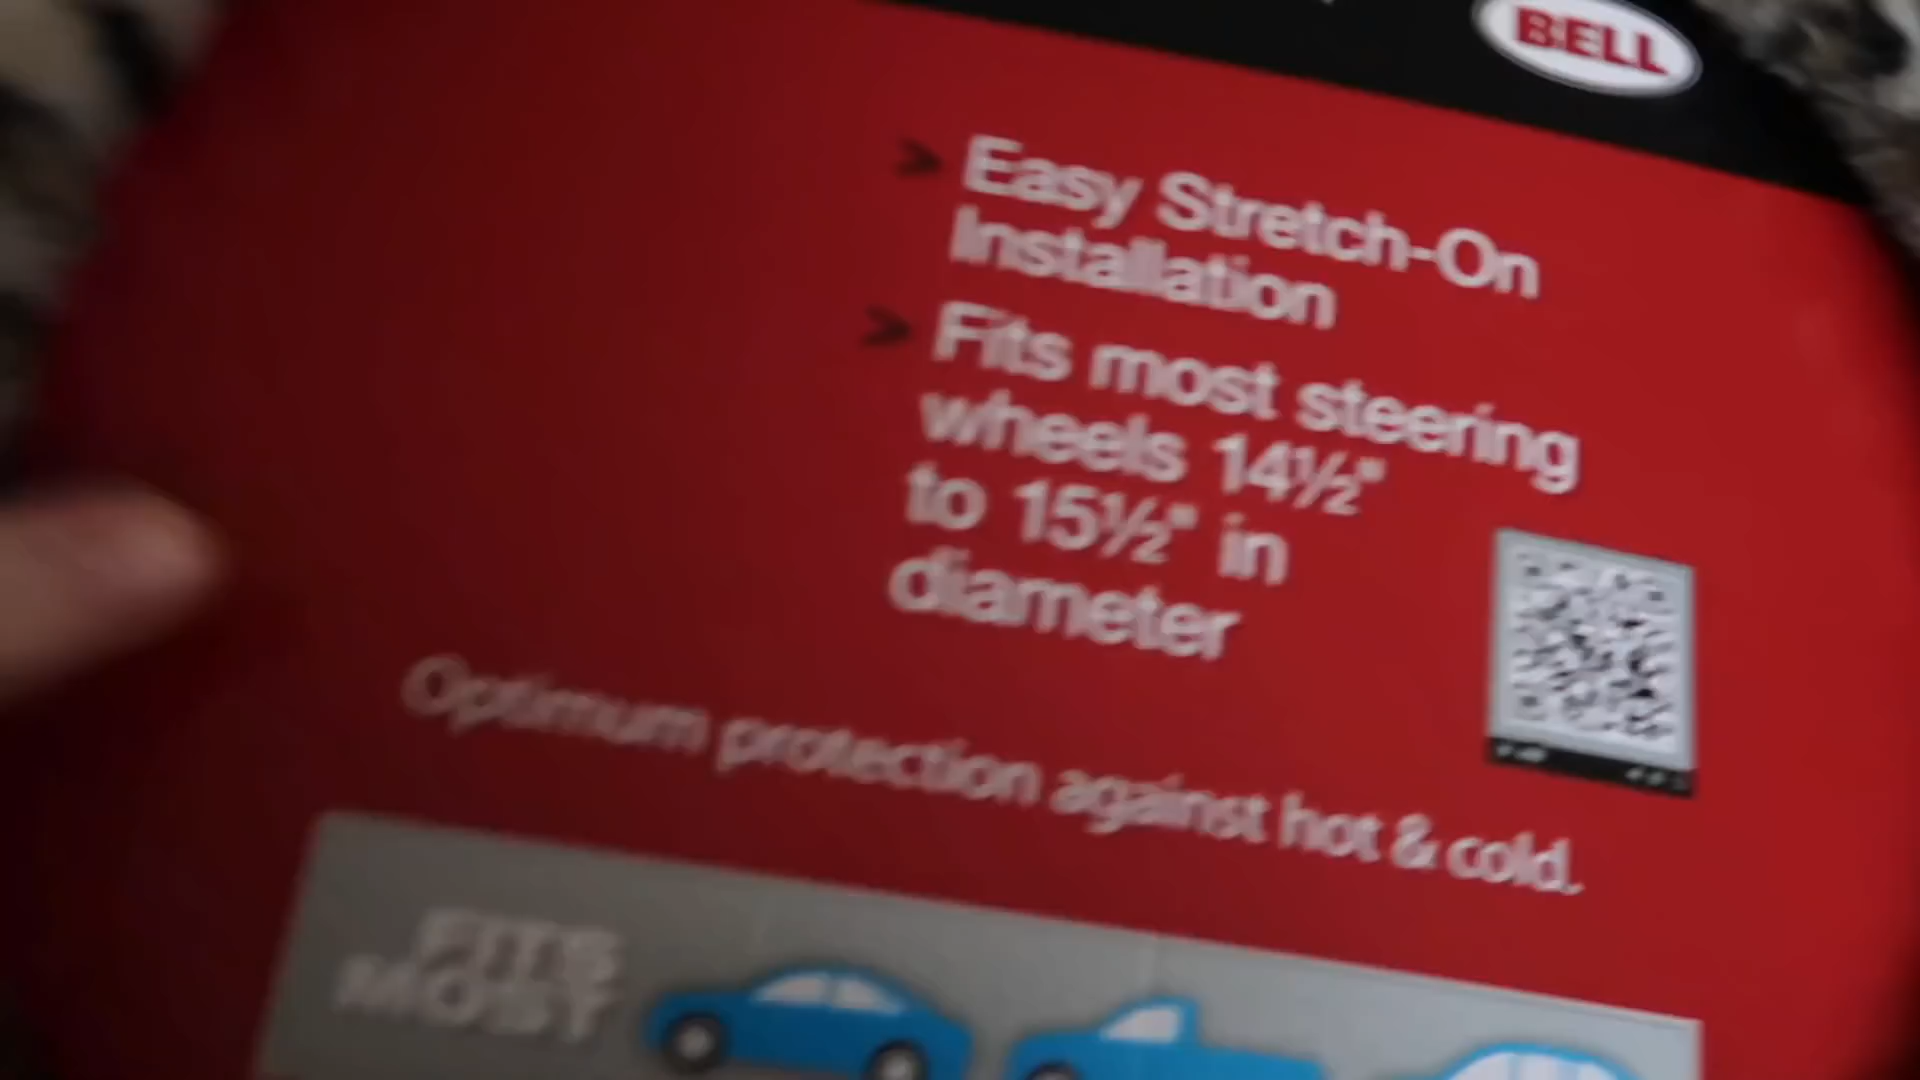 BELL
> Easy Stretch-On
Installation
> Fits most steering
wheels 14½"
to 15½" in
diameter
Optimum protection against hot & cold.
FITS
MOST